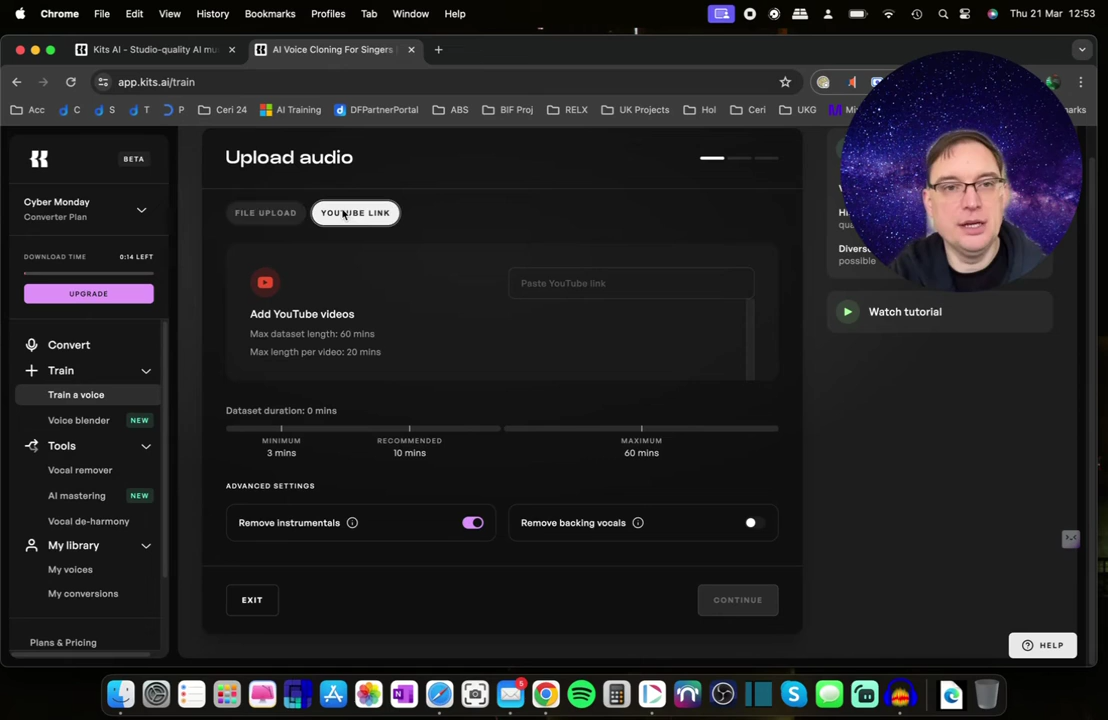 Chrome File Edit View History Bookmarks Profiles Tab Window Help
5
Thu 21 Mar 12:53
Kits AI - Studio-quality AI mu
AI Voice Cloning For Singers
app.kits.ai/train
Acc
C
S
T
P
Ceri 24
AI Training
DFPartnerPortal
ABS
BIF Proj
RELX
UK Projects
Hol
Ceri
UKG
BETA
Cyber Monday
Converter Plan
DOWNLOAD TIME 0:14 LEFT
UPGRADE
Convert
Train
Train a voice
Voice blender NEW
Tools
Vocal remover
AI mastering NEW
Vocal de-harmony
My library
My voices
My conversions
Plans & Pricing
Upload audio
FILE UPLOAD
YOUTUBE LINK
Add YouTube videos
Max dataset length: 60 mins
Max length per video: 20 mins
Paste YouTube link
Dataset duration: 0 mins
MINIMUM
3 mins
RECOMMENDED
10 mins
MAXIMUM
60 mins
ADVANCED SETTINGS
Remove instrumentals
Remove backing vocals
EXIT
CONTINUE
possible
Watch tutorial
HELP